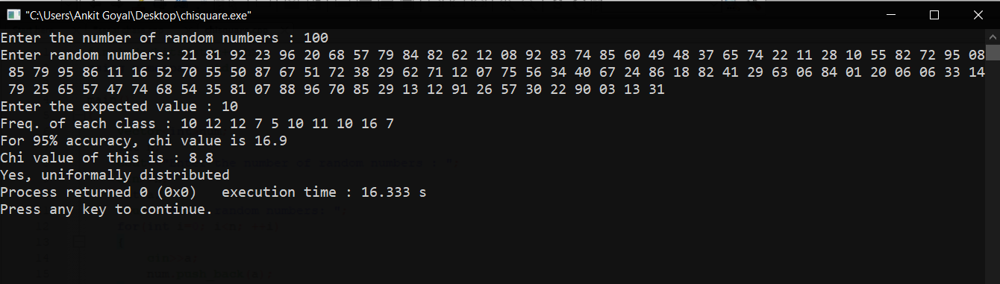 "C:\Users\Ankit Goyal\Desktop\chisquare.exe"
Enter the number of random numbers : 100
Enter random numbers: 21 81 92 23 96 20 68 57 79 84 82 62 12 08 92 83 74 85 60 49 48 37 65 74 22 11 28 10 55 82 72 95 08
85 79 95 86 11 16 52 70 55 50 87 67 51 72 38 29 62 71 12 07 75 56 34 40 67 24 86 18 82 41 29 63 06 84 01 20 06 06 33 14
79 25 65 57 47 74 68 54 35 81 07 88 96 70 85 29 13 12 91 26 57 30 22 90 03 13 31
Enter the expected value : 10
Freq. of each class : 10 12 12 7 5 10 11 10 16 7
For 95% accuracy, chi value is 16.9
Chi value of this is : 8.8
Yes, uniformally distributed
Process returned 0 (0x0)   execution time : 16.333 s
Press any key to continue.